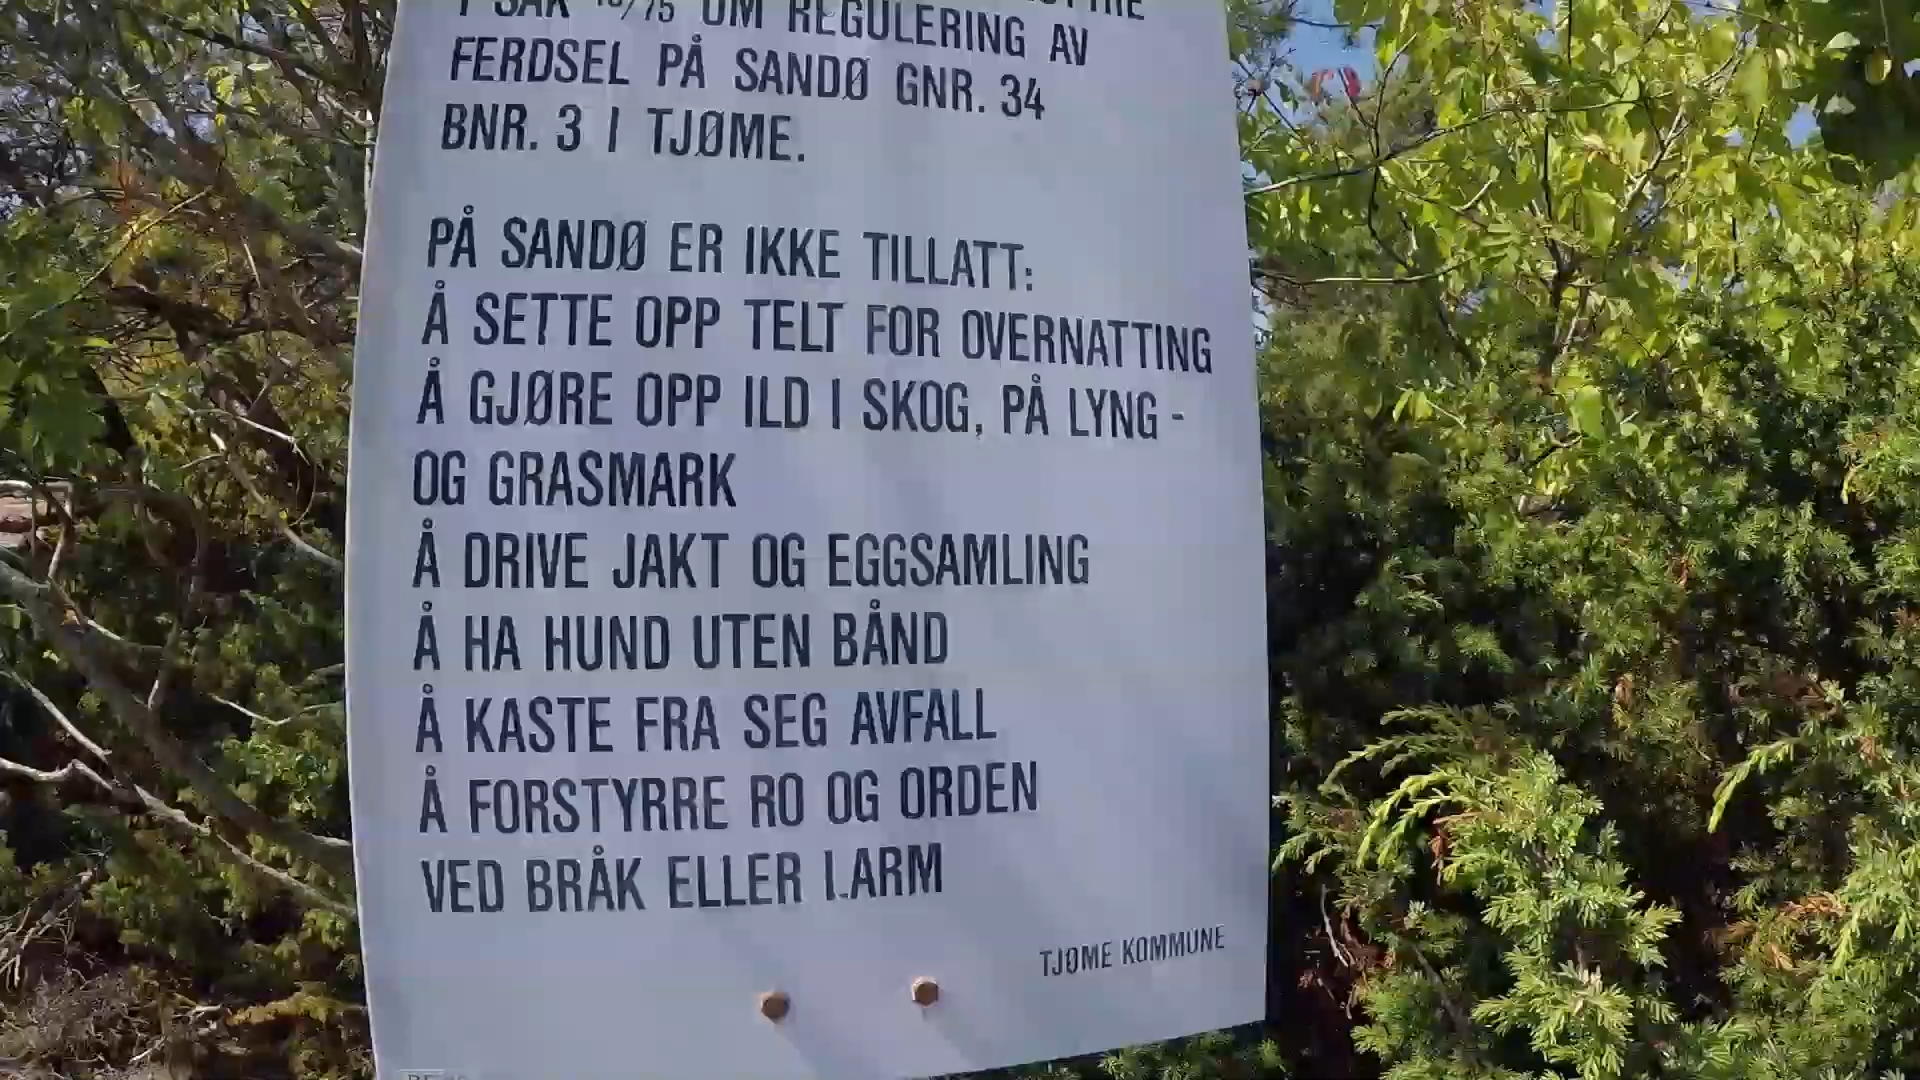 I SAK /75 OM REGULERING AV
FERDSEL PÅ SANDØ GNR. 34
BNR. 3 I TJØME.
PÅ SANDØ ER IKKE TILLATT:
Å SETTE OPP TELT FOR OVERNATTING
Å GJØRE OPP ILD I SKOG, PÅ LYNG -
OG GRASMARK
Å DRIVE JAKT OG EGGSAMLING
Å HA HUND UTEN BÅND
Å KASTE FRA SEG AVFALL
Å FORSTYRRE RO OG ORDEN
VED BRÅK ELLER LARM
TJØME KOMMUNE